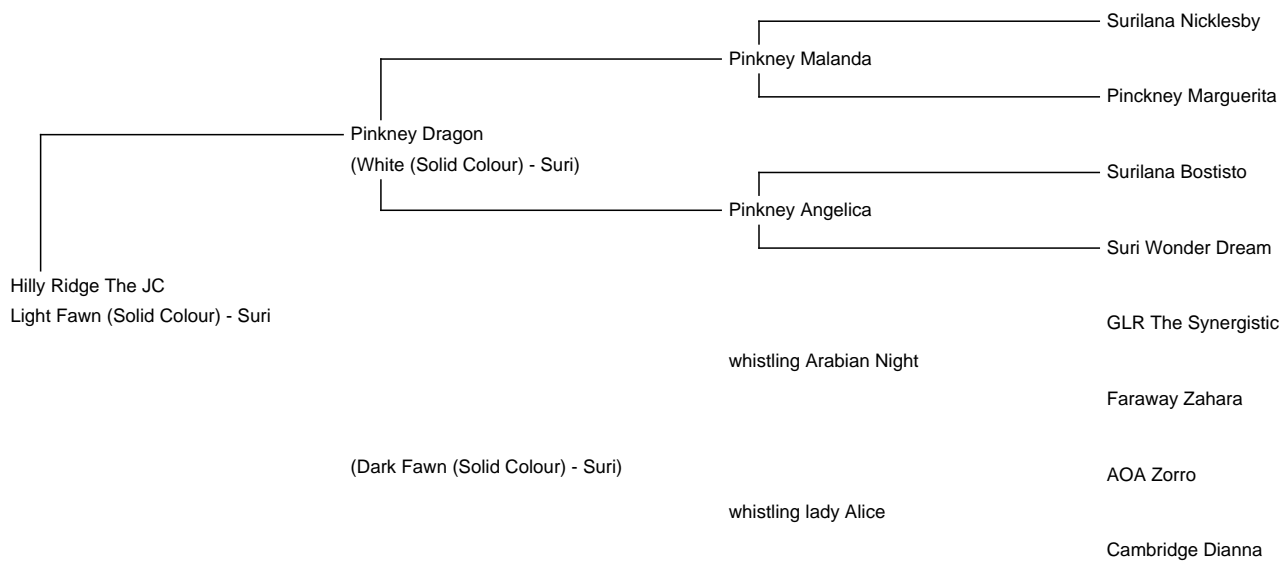 Surilana Nicklesby
Pinkney Malanda
Pinckney Marguerita
Pinkney Dragon
(White (Solid Colour) - Suri)
Surilana Bostisto
Pinkney Angelica
Suri Wonder Dream
Hilly Ridge The JC
Light Fawn (Solid Colour) - Suri
GLR The Synergistic
whistling Arabian Night
Faraway Zahara
(Dark Fawn (Solid Colour) - Suri)
AOA Zorro
whistling lady Alice
Cambridge Dianna